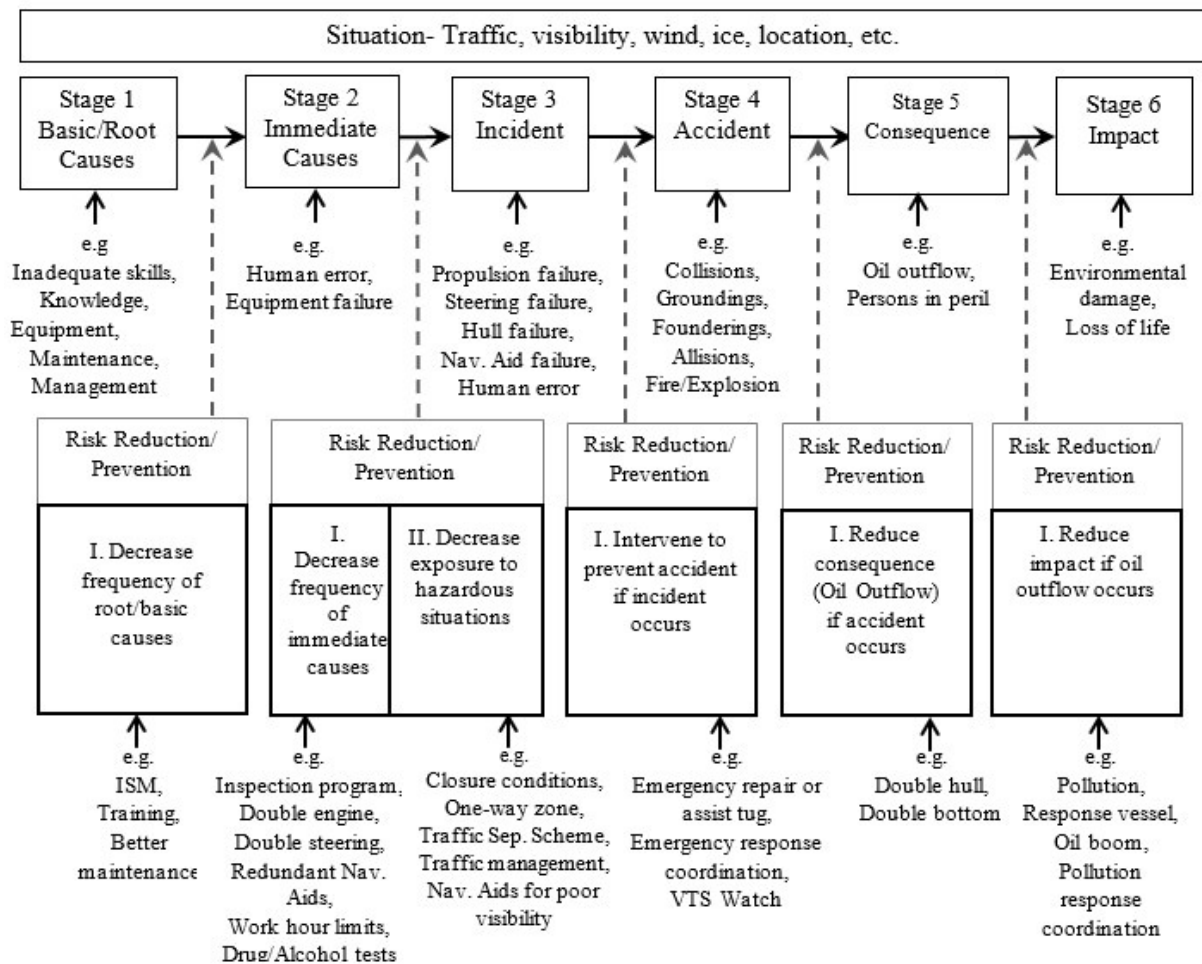 Situation- Traffic, visibility, wind, ice, location, etc.
Stage 1
Basic/Root
Causes
Stage 2
Immediate
Causes
Stage 3
Incident
Stage 4
Accident
Stage 5
Consequence
Stage 6
Impact
e.g
Inadequate skills,
Knowledge,
Equipment,
Maintenance,
Management
e.g.
Human error,
Equipment failure
e.g.
Propulsion failure,
Steering failure,
Hull failure,
Nav. Aid failure,
Human error
e.g.
Collisions,
Groundings,
Founderings,
Allisions,
Fire/Explosion
e.g.
Oil outflow,
Persons in peril
e.g.
Environmental
damage,
Loss of life
Risk Reduction/
Prevention
I. Decrease
frequency of
root/basic
causes
Risk Reduction/
Prevention
I.
Decrease
frequency
of
immediate
causes
II. Decrease
exposure to
hazardous
situations
Risk Reduction/
Prevention
I. Intervene to
prevent accident
if incident
occurs
Risk Reduction/
Prevention
I. Reduce
consequence
(Oil Outflow)
if accident
occurs
Risk Reduction/
Prevention
I. Reduce
impact if oil
outflow occurs
e.g.
ISM,
Training,
Better
maintenance
e.g.
Inspection program,
Double engine,
Double steering,
Redundant Nav.
Aids,
Work hour limits,
Drug/Alcohol tests
e.g.
Closure conditions,
One-way zone,
Traffic Sep. Scheme,
Traffic management,
Nav. Aids for poor
visibility
e.g.
Emergency repair or
assist tug,
Emergency response
coordination,
VTS Watch
e.g.
Double hull,
Double bottom
e.g.
Pollution,
Response vessel,
Oil boom,
Pollution
response
coordination